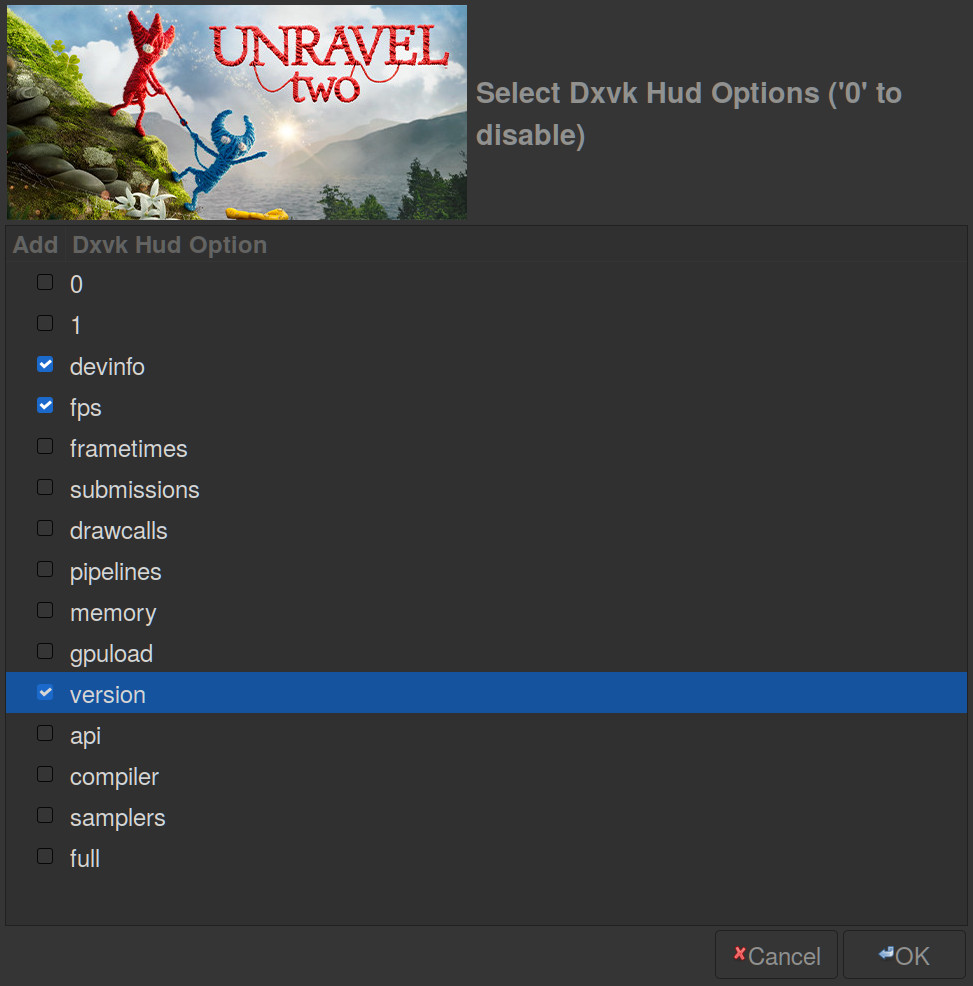 UNRAVEL
two
Select Dxvk Hud Options ('0' to
disable)
Add Dxvk Hud Option
0
1
devinfo
fps
frametimes
submissions
drawcalls
pipelines
memory
gpuload
version
api
compiler
samplers
full
Cancel
OK